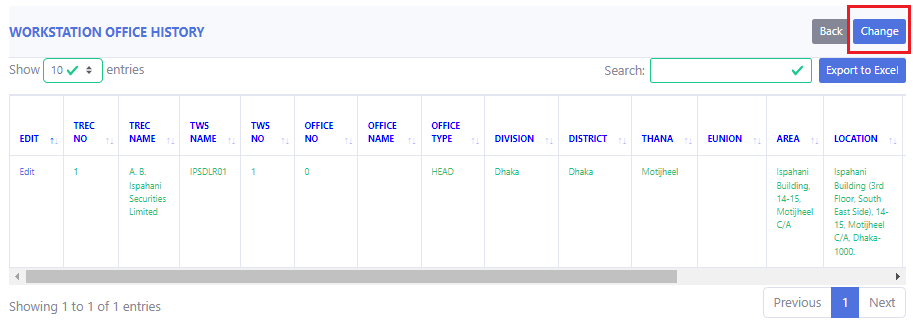 WORKSTATION OFFICE HISTORY Back Change
Show 10 entries Search: Export to Excel
EDIT TREC NO TREC NAME TWS NAME TWS NO OFFICE NO OFFICE NAME OFFICE TYPE DIVISION DISTRICT THANA EUNION AREA LOCATION
Edit 1 A. B. Ispahani Securities Limited IPSDLR01 1 0 HEAD Dhaka Dhaka Motijheel Ispahani Building, 14-15, Motijheel C/A Ispahani Building (3rd Floor, South East Side), 14-15, Motijheel C/A, Dhaka-1000.
Showing 1 to 1 of 1 entries Previous 1 Next